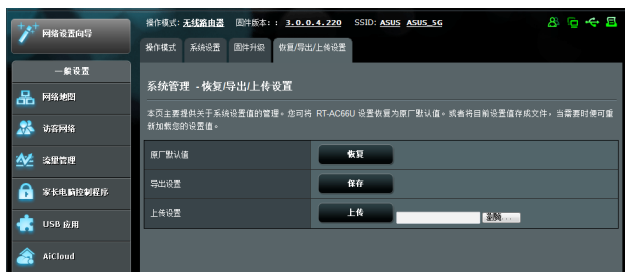 网络设置向导
操作模式: 无线路由器 固件版本: : 3.0.0.4.220 SSID: ASUS ASUS_5G
操作模式 系统设置 固件升级 恢复/导出/上传设置
一般设置
网络地图
访客网络
流量管理
家长电脑控制程序
USB 应用
AiCloud
系统管理 - 恢复/导出/上传设置
本页主要提供关于系统设置值的管理。您可将 RT-AC66U 设置恢复为原厂默认值。或者将目前设置值存成文件，当需要时便可重
新加载您的设置值。
原厂默认值 恢复
导出设置 保存
上传设置 上传 浏览...